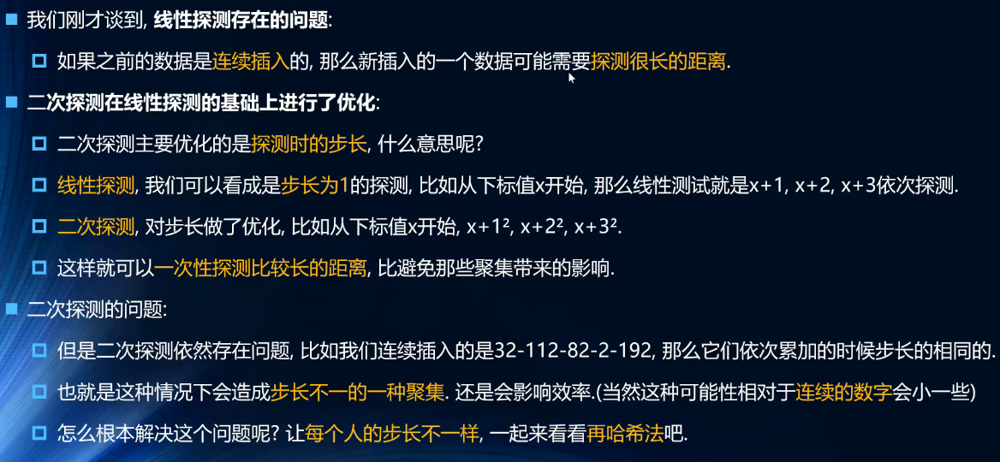 我们刚才谈到, 线性探测存在的问题:
如果之前的数据是连续插入的, 那么新插入的一个数据可能需要探测很长的距离.
二次探测在线性探测的基础上进行了优化:
二次探测主要优化的是探测时的步长, 什么意思呢?
线性探测, 我们可以看成是步长为1的探测, 比如从下标值x开始, 那么线性测试就是x+1, x+2, x+3依次探测.
二次探测, 对步长做了优化, 比如从下标值x开始, x+1², x+2², x+3².
这样就可以一次性探测比较长的距离, 比避免那些聚集带来的影响.
二次探测的问题:
但是二次探测依然存在问题, 比如我们连续插入的是32-112-82-2-192, 那么它们依次累加的时候步长的相同的.
也就是这种情况下会造成步长不一的一种聚集. 还是会影响效率.(当然这种可能性相对于连续的数字会小一些)
怎么根本解决这个问题呢? 让每个人的步长不一样, 一起来看看再哈希法吧.